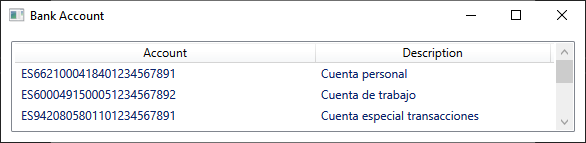 Bank Account
Account Description
ES6621000418401234567891 Cuenta personal
ES6000491500051234567892 Cuenta de trabajo
ES9420805801101234567891 Cuenta especial transacciones